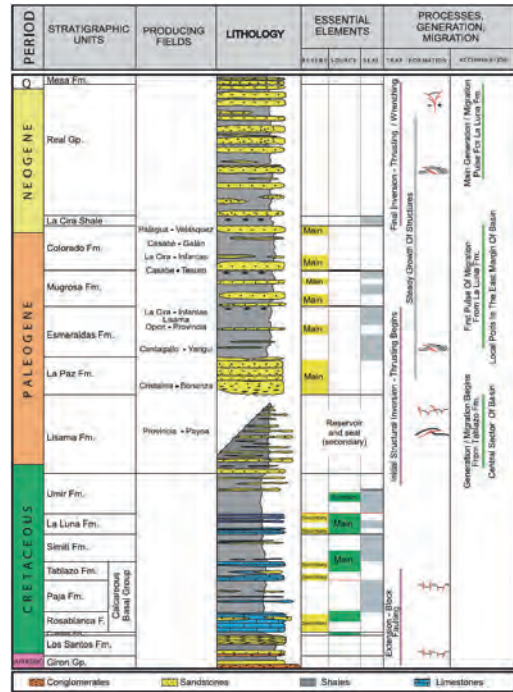 PERIOD
STRATIGRAPHIC UNITS
PRODUCING FIELDS
LITHOLOGY
ESSENTIAL ELEMENTS
PROCESSES, GENERATION, MIGRATION
SOURCE
SEAL
TRAP FORMATION
Q
NEOGENE
PALEOGENE
CRETACEOUS
Mesa Fm.
Real Gp.
La Cira Shale
Colorado Fm.
Mugrosa Fm.
Esmeraldas Fm.
La Paz Fm.
Lisama Fm.
Umir Fm.
La Luna Fm.
Simiti Fm.
Tablazo Fm.
Paja Fm.
Rosablanca F.
Los Santos Fm.
Giron Gp.
Calcareous
Basal Group
Palagua - Velásquez
Casabe - Galán
La Cira - Infantas
Casabe - Tesoro
La Cira - Infantas
Lisama
Opon - Provincia
Cantagallo - Yarigui
Cristalina - Bonanza
Provincia - Payoa
Main
Main
Main
Main
Main
Main
Reservoir
and seal
(secondary)
Main
Main
Final Inversion - Thrusting / Wrenching
Steady Growth Of Structures
Initial Structural Inversion - Thrusting Begins
Extension - Block
Faulting
Main Generation / Migration
Pulse For La Luna Fm.
First Pulse Of Migration
From La Luna Fm.
Local Pods In The East Margin Of Basin
Generation / Migration Begins
From Tablazo Fm.
Central Sector Of Basin
Conglomerates
Sandstones
Shales
Limestones